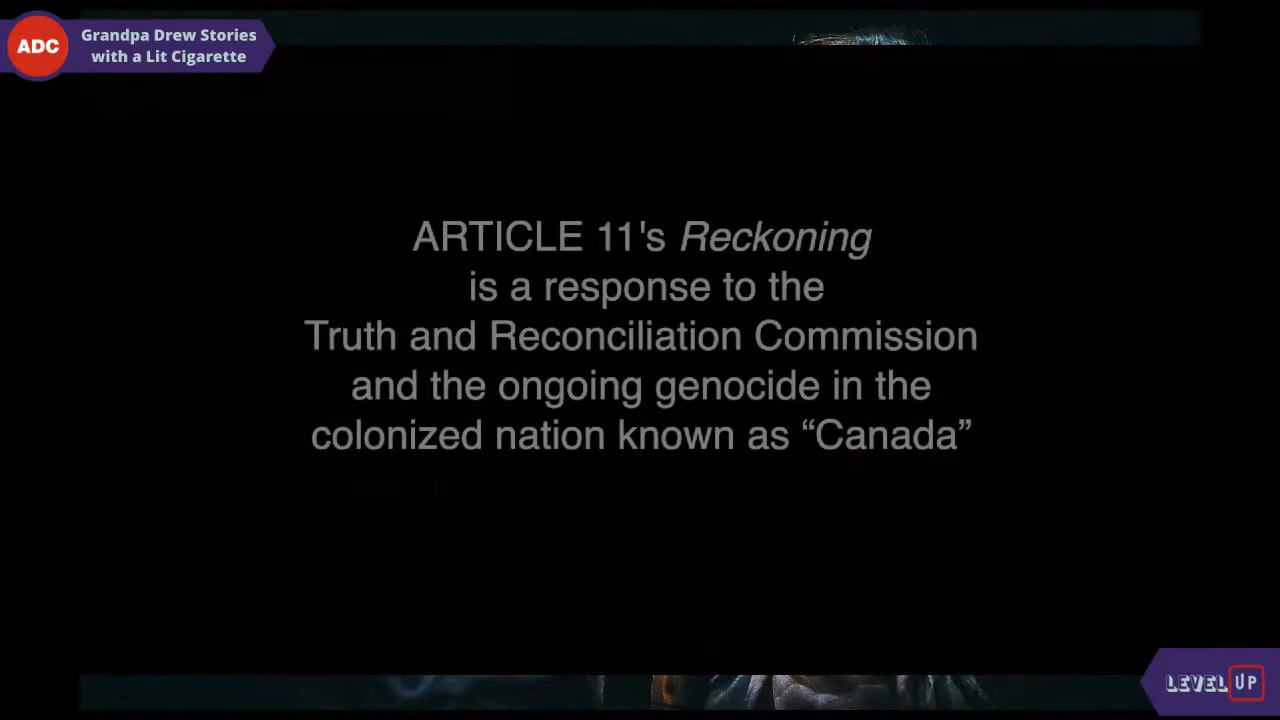 ADC
Grandpa Drew Stories
with a Lit Cigarette
ARTICLE 11's Reckoning
is a response to the
Truth and Reconciliation Commission
and the ongoing genocide in the
colonized nation known as “Canada”
LEVEL UP